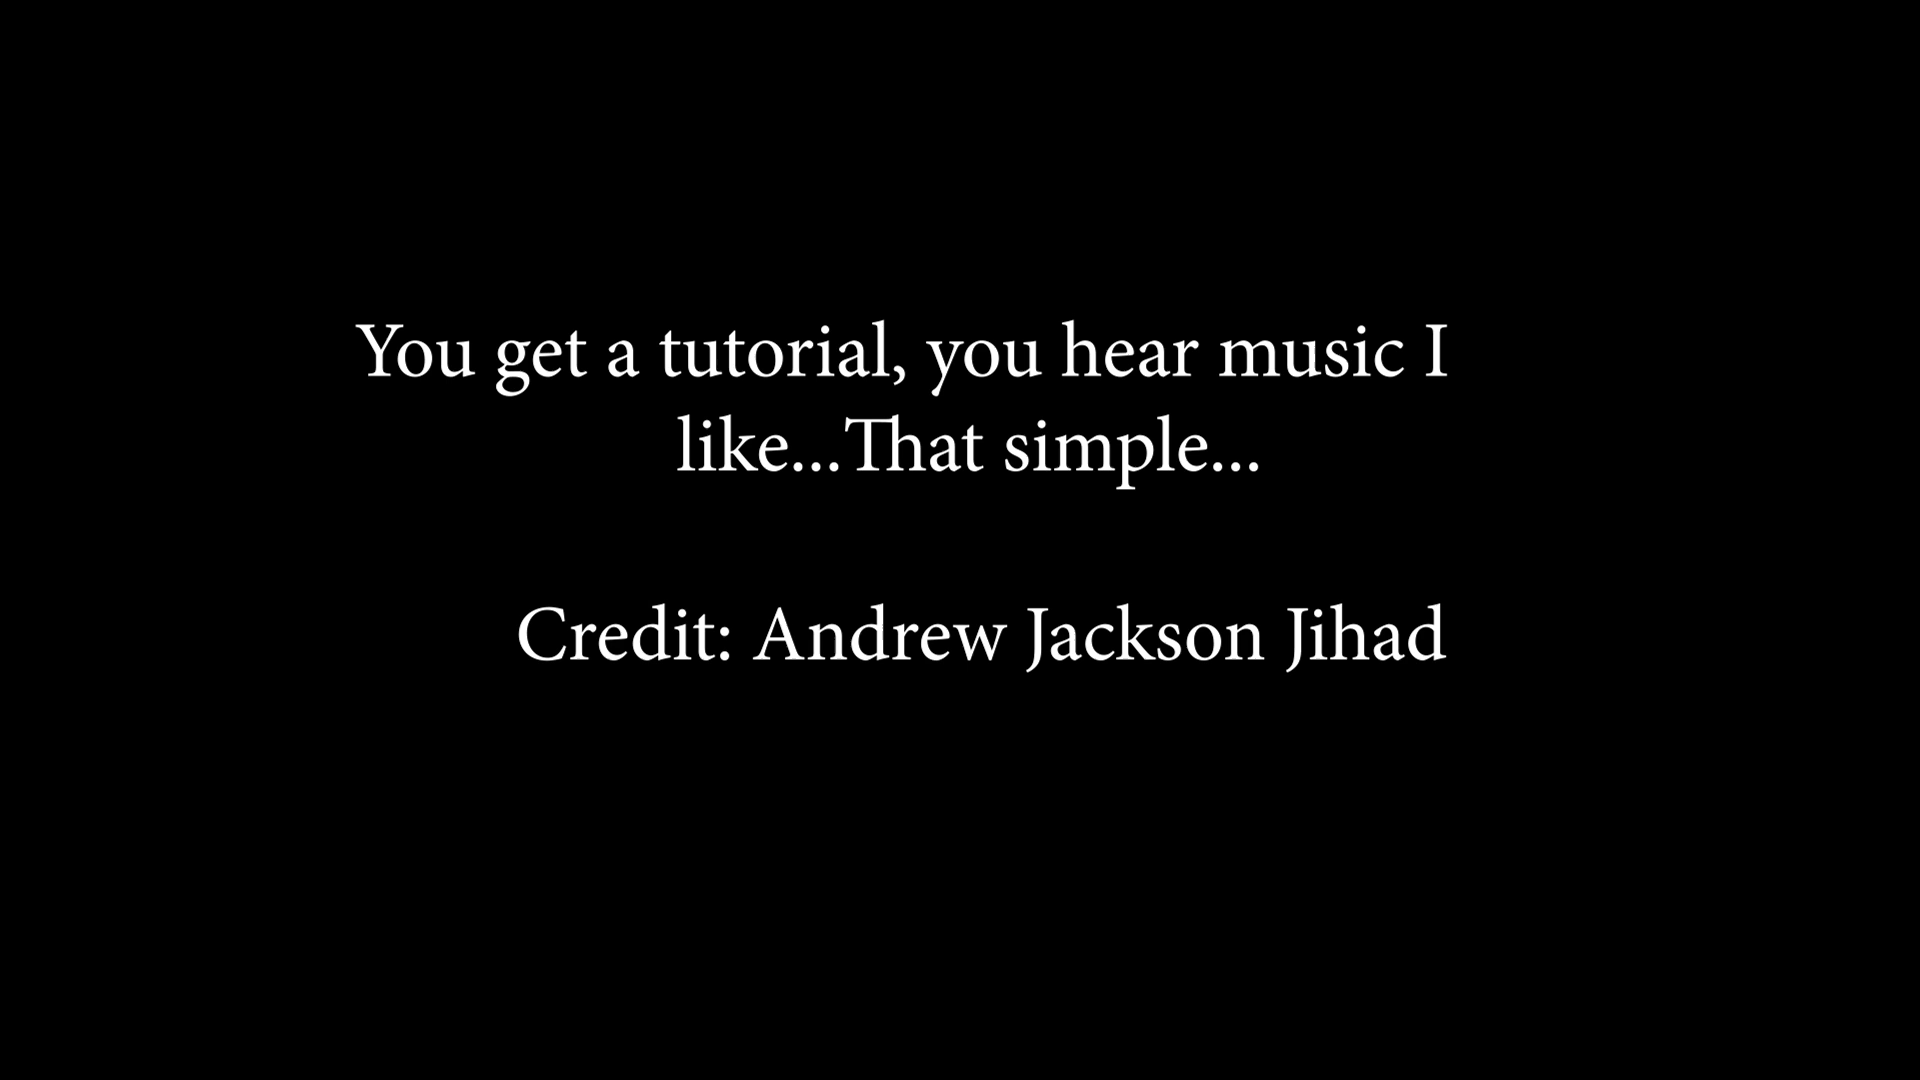 You get a tutorial, you hear music I
like...That simple...
Credit: Andrew Jackson Jihad